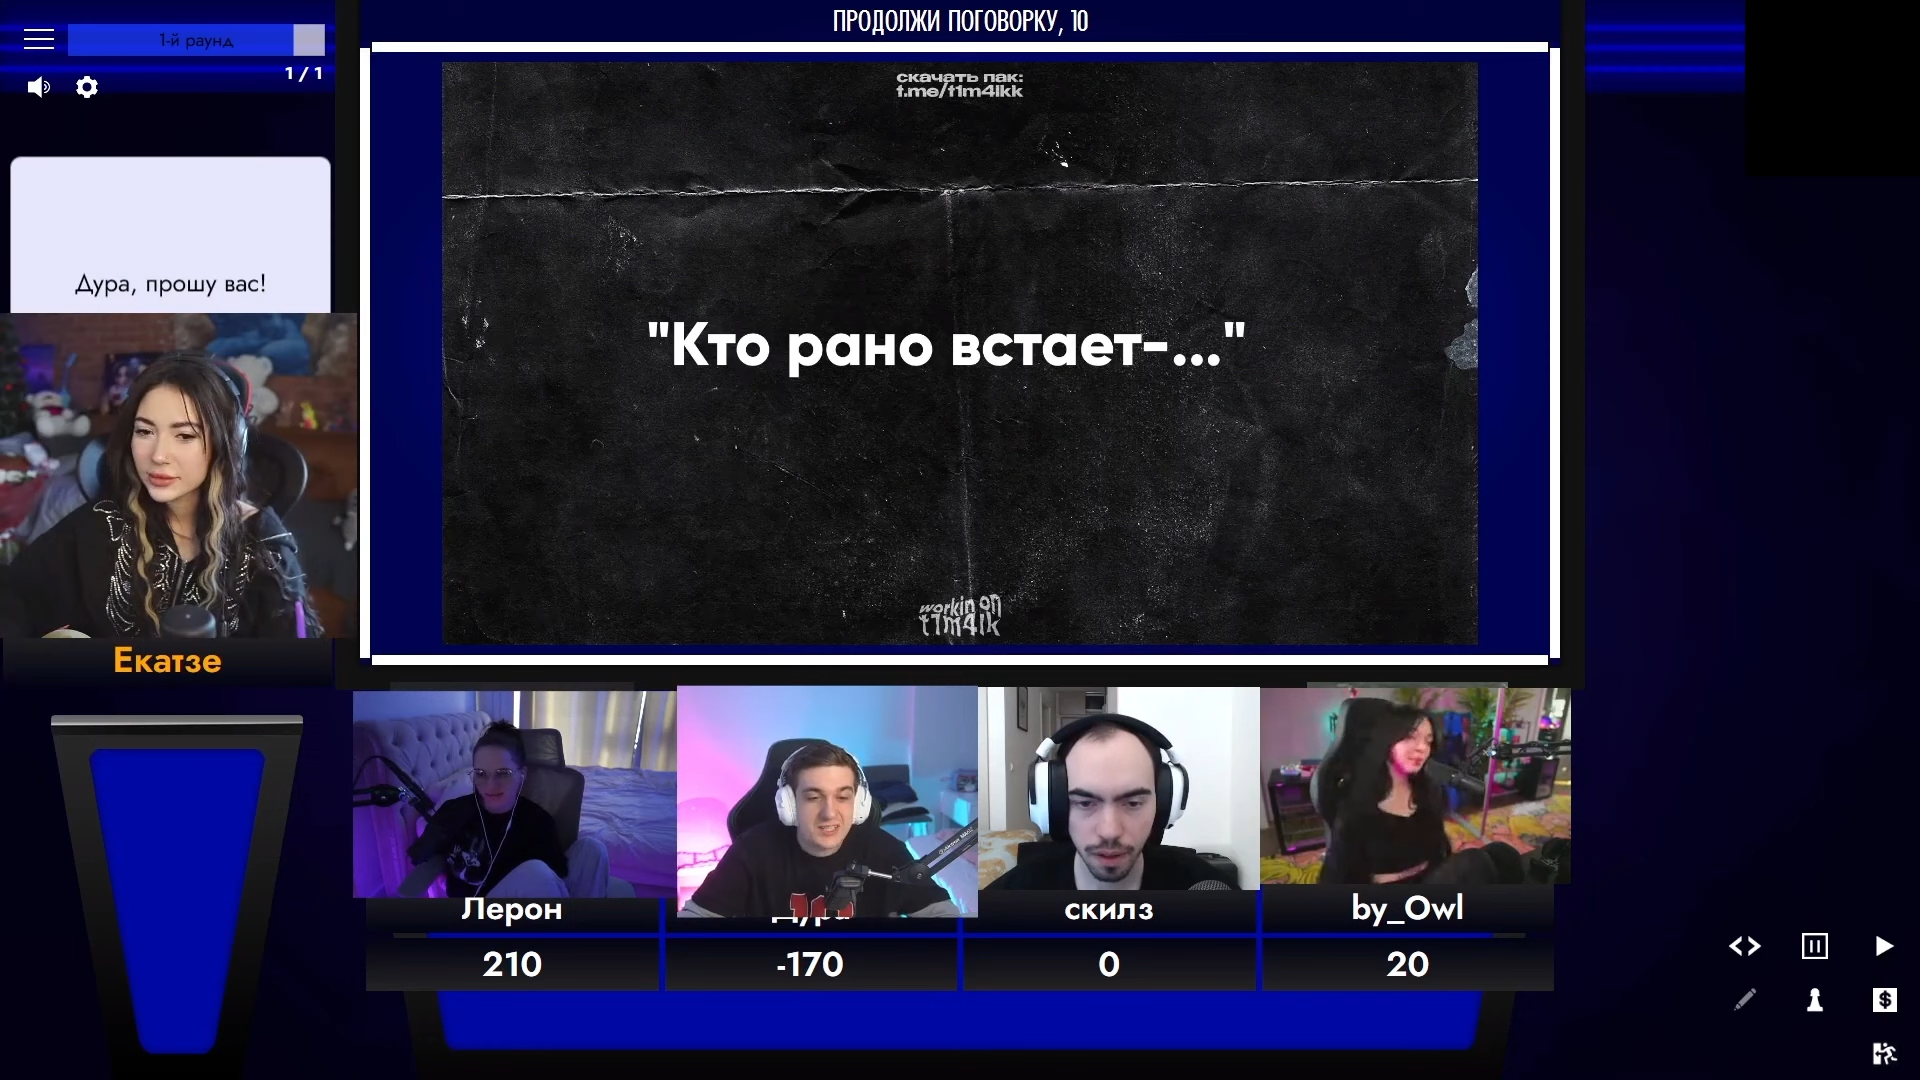 ПРОДОЛЖИ ПОГОВОРКУ, 10
1-й раунд
1 / 1
скачать пак:
t.me/t1m4lkk
Дура, прошу вас!
"Кто рано встает-..."
workin on
t1m4lk
Екатзе
Лерон
скилз
by_Owl
210
-170
0
20